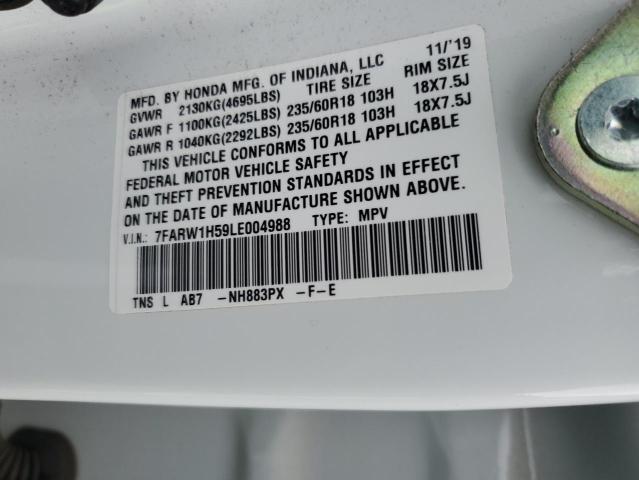 MFD. BY HONDA MFG. OF INDIANA, LLC 11/'19
GVWR 2130KG(4695LBS) TIRE SIZE RIM SIZE
GAWR F 1100KG(2425LBS) 235/60R18 103H 18X7.5J
GAWR R 1040KG(2292LBS) 235/60R18 103H 18X7.5J
THIS VEHICLE CONFORMS TO ALL APPLICABLE
FEDERAL MOTOR VEHICLE SAFETY
AND THEFT PREVENTION STANDARDS IN EFFECT
ON THE DATE OF MANUFACTURE SHOWN ABOVE.
V.I.N.: 7FARW1H59LE004988 TYPE: MPV
TNS L AB7 -NH883PX -F-E